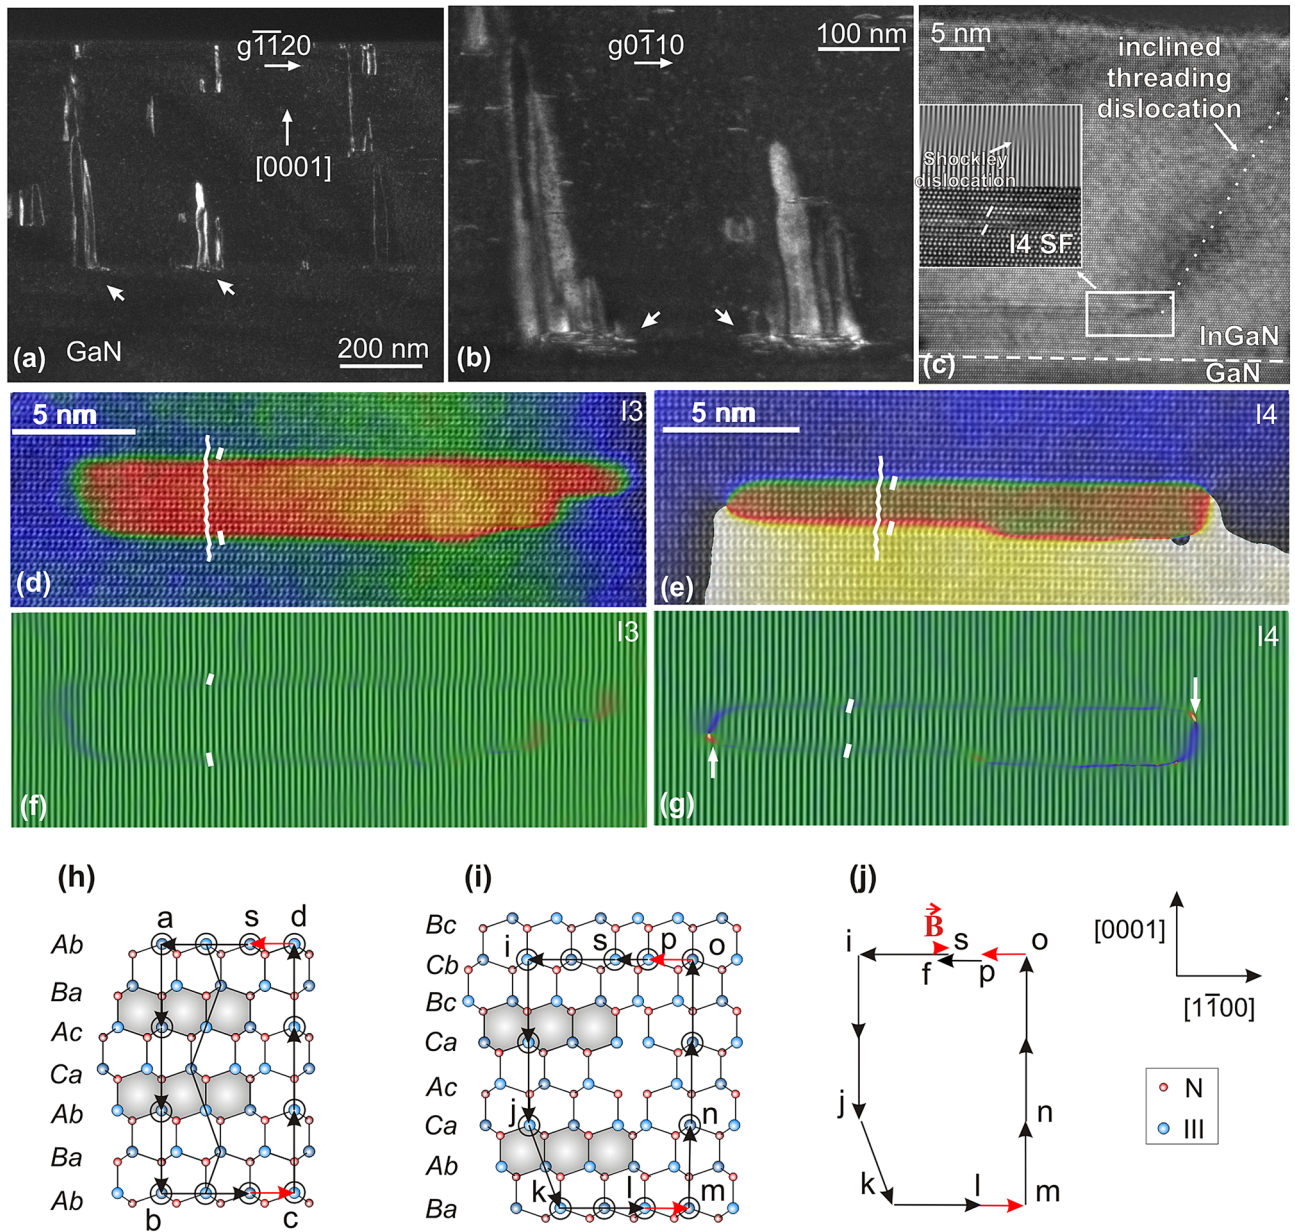 g1̅1̅20
[0001]
GaN
(a)
200 nm
g01̅10
100 nm
(b)
5 nm
inclined
threading
dislocation
Shockley
dislocation
I4 SF
InGaN
GaN
(c)
5 nm
I3
(d)
5 nm
I4
(e)
I3
(f)
I4
(g)
(h)
a s d
Ab
Ba
Ac
Ca
Ab
Ba
Ab
b c
(i)
Bc
Cb
Bc
Ca
Ac
Ca
Ab
Ba
i s p o
j n
k l m
(j)
B
i s o
f p
j n
k l m
[0001]
[11̅00]
N
III